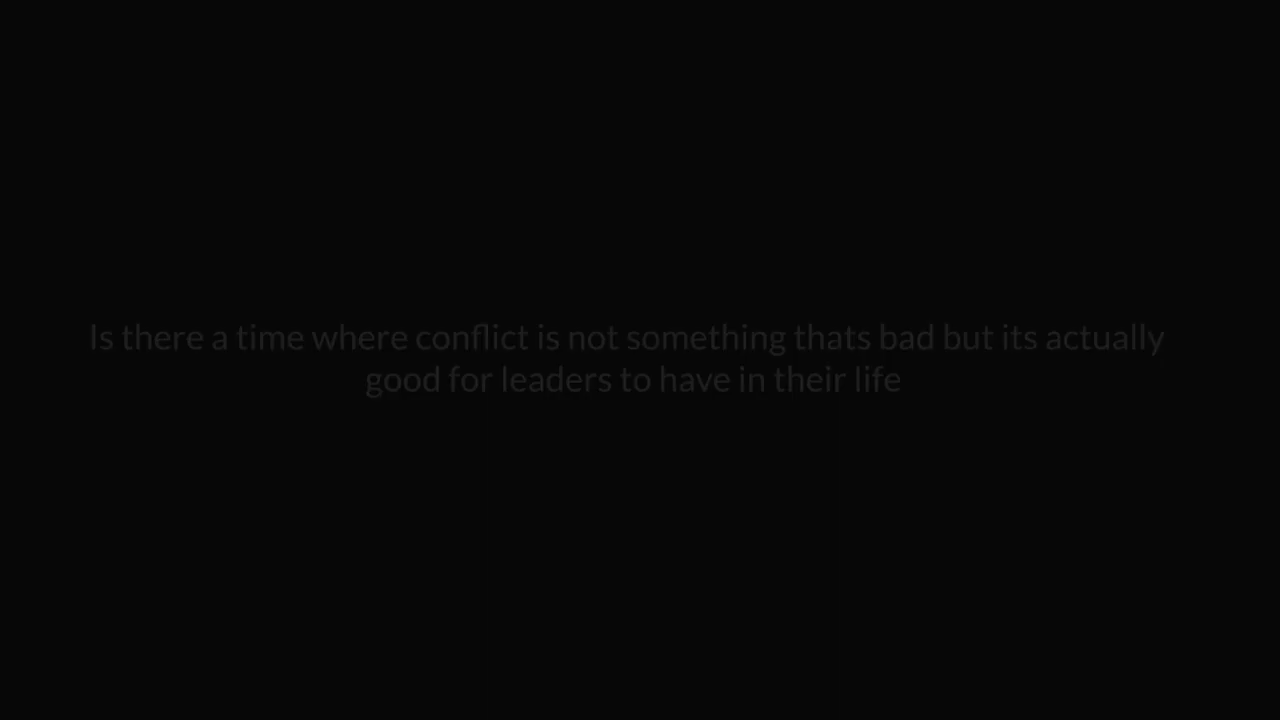 Is there a time where conflict is not something thats bad but its actually
good for leaders to have in their life